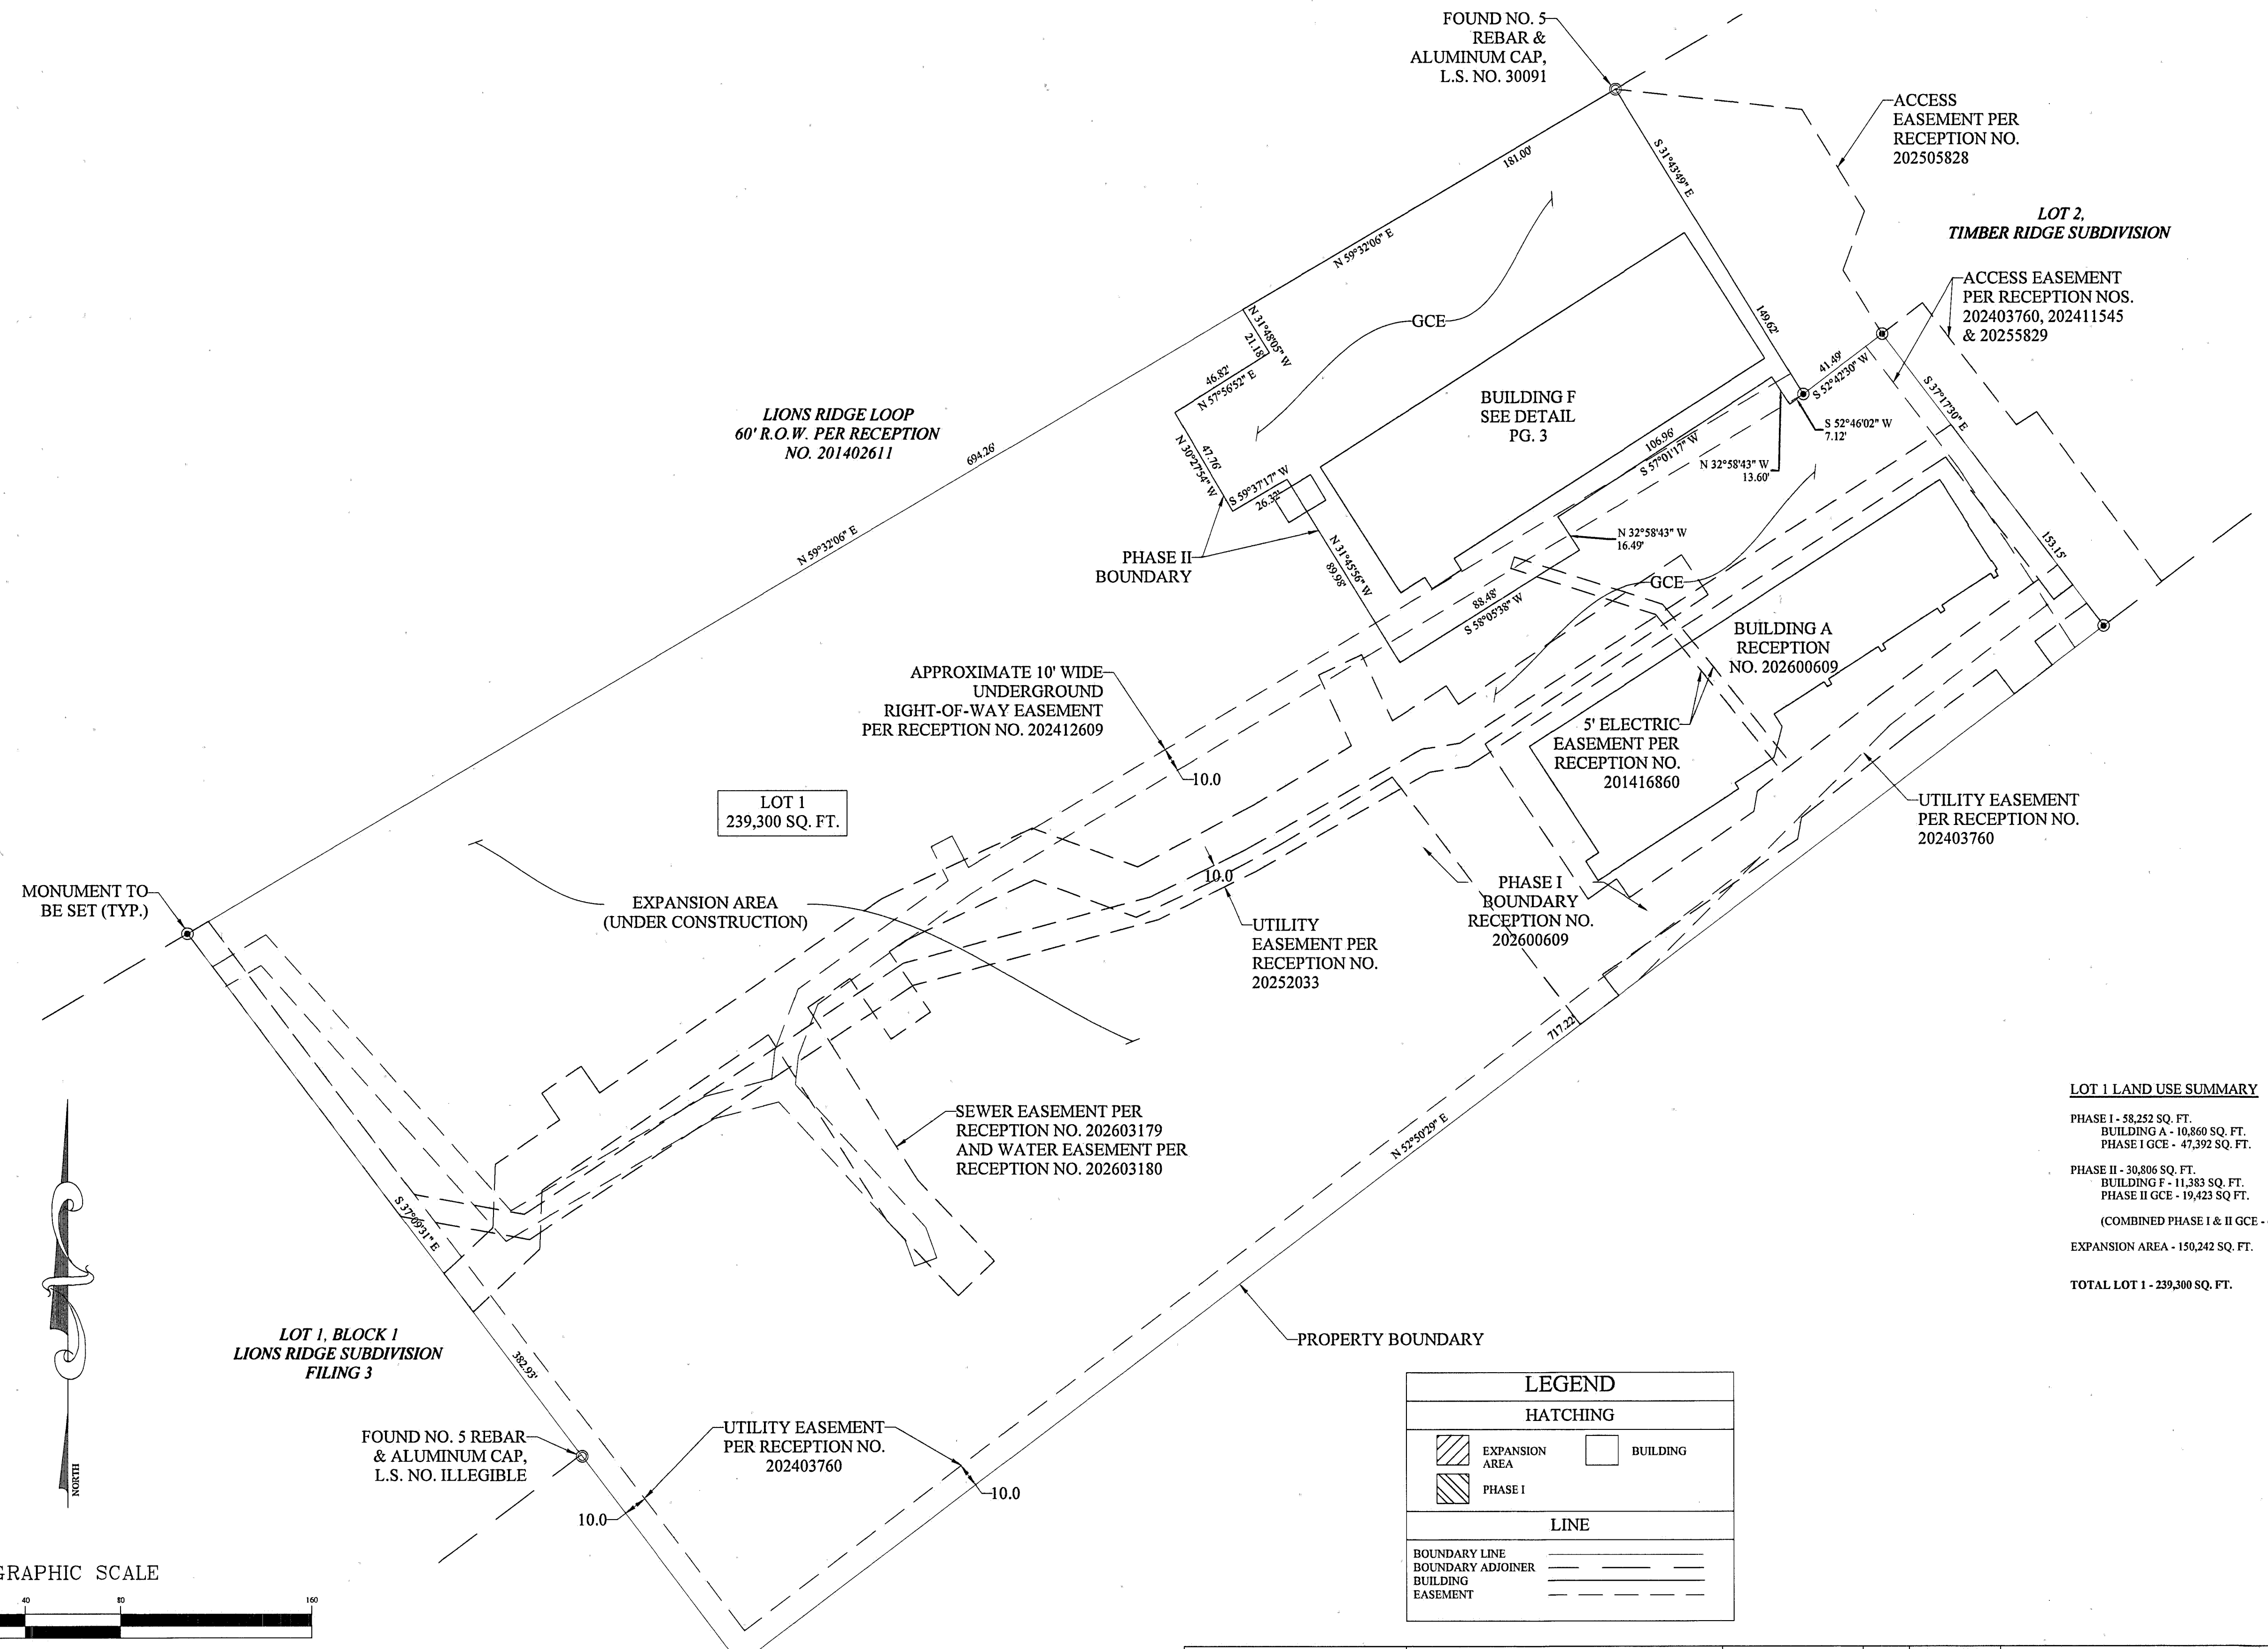 FOUND NO. 5
REBAR &
ALUMINUM CAP,
L.S. NO. 30091
ACCESS
EASEMENT PER
RECEPTION NO.
202505828
181.00'
S 31°43'49" E
N 59°32'06" E
LOT 2,
TIMBER RIDGE SUBDIVISION
ACCESS EASEMENT
PER RECEPTION NOS.
202403760, 202411545
& 20255829
GCE
N 31°48'05" W
21.18'
149.62'
46.82'
N 57°56'52" E
41.49'
S 52°42'30" W
S 37°17'30" E
BUILDING F
SEE DETAIL
PG. 3
LIONS RIDGE LOOP
60' R.O.W. PER RECEPTION
NO. 201402611
694.26'
47.76'
N 30°27'54" W
S 52°46'02" W
7.12'
106.96'
S 57°01'17" W
N 32°58'43" W
13.60'
S 59°37'17" W
26.32'
N 59°32'06" E
N 32°58'43" W
16.49'
153.15'
PHASE II
BOUNDARY
N 31°45'56" W
89.98'
GCE
88.48'
S 58°05'38" W
BUILDING A
RECEPTION
NO. 202600609
APPROXIMATE 10' WIDE
UNDERGROUND
RIGHT-OF-WAY EASEMENT
PER RECEPTION NO. 202412609
10.0
5' ELECTRIC
EASEMENT PER
RECEPTION NO.
201416860
LOT 1
239,300 SQ. FT.
UTILITY EASEMENT
PER RECEPTION NO.
202403760
MONUMENT TO
BE SET (TYP.)
EXPANSION AREA
(UNDER CONSTRUCTION)
10.0
PHASE I
BOUNDARY
RECEPTION NO.
202600609
UTILITY
EASEMENT PER
RECEPTION NO.
20252033
717.22'
SEWER EASEMENT PER
RECEPTION NO. 202603179
AND WATER EASEMENT PER
RECEPTION NO. 202603180
N 52°50'29" E
S 37°09'31" E
LOT 1 LAND USE SUMMARY
PHASE I - 58,252 SQ. FT.
BUILDING A - 10,860 SQ. FT.
PHASE I GCE - 47,392 SQ. FT.
PHASE II - 30,806 SQ. FT.
BUILDING F - 11,383 SQ. FT.
PHASE II GCE - 19,423 SQ FT.
(COMBINED PHASE I & II GCE -
EXPANSION AREA - 150,242 SQ. FT.
TOTAL LOT 1 - 239,300 SQ. FT.
LOT 1, BLOCK 1
LIONS RIDGE SUBDIVISION
FILING 3
382.93'
PROPERTY BOUNDARY
FOUND NO. 5 REBAR
& ALUMINUM CAP,
L.S. NO. ILLEGIBLE
UTILITY EASEMENT
PER RECEPTION NO.
202403760
10.0
10.0
NORTH
GRAPHIC SCALE
40 80 160
LEGEND
HATCHING
EXPANSION
AREA
BUILDING
PHASE I
LINE
BOUNDARY LINE
BOUNDARY ADJOINER
BUILDING
EASEMENT